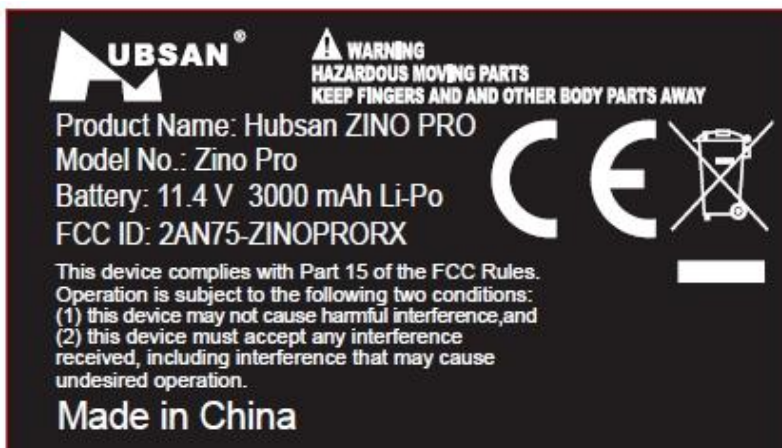 HUBSAN®
WARNING
HAZARDOUS MOVING PARTS
KEEP FINGERS AND AND OTHER BODY PARTS AWAY
Product Name: Hubsan ZINO PRO
Model No.: Zino Pro
Battery: 11.4 V 3000 mAh Li-Po
FCC ID: 2AN75-ZINOPRORX
CE
This device complies with Part 15 of the FCC Rules.
Operation is subject to the following two conditions:
(1) this device may not cause harmful interference,and
(2) this device must accept any interference
received, including interference that may cause
undesired operation.
Made in China